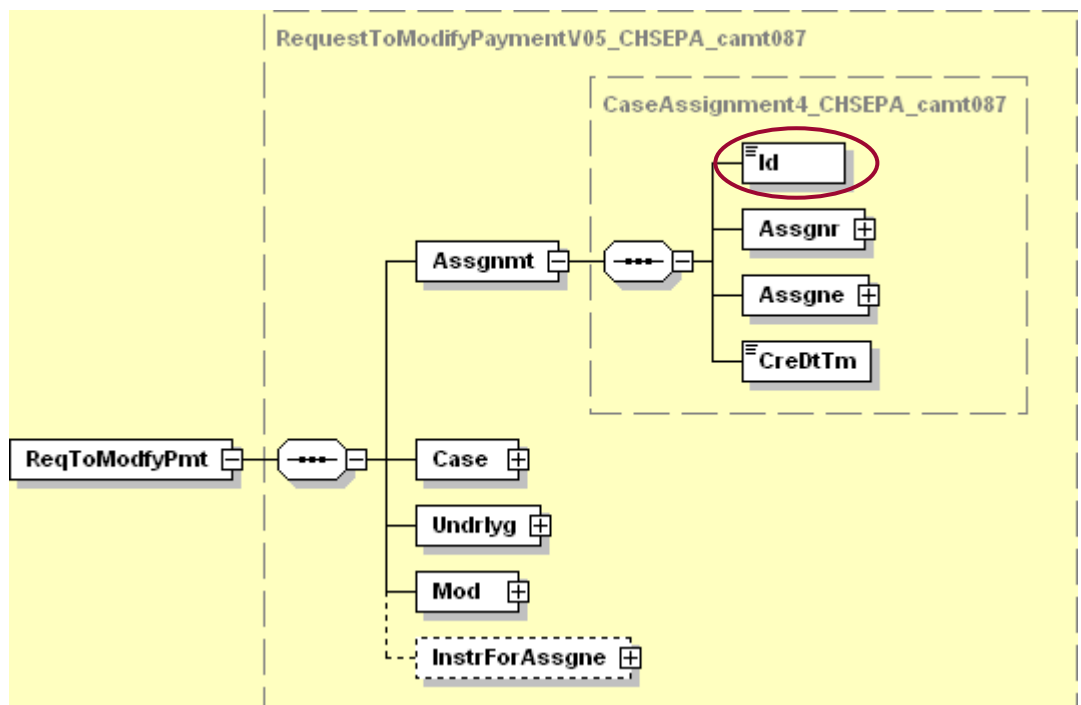 RequestToModifyPaymentV05_CHSEPA_camt087
CaseAssignment4_CHSEPA_camt087
Id
Assgnr
Assgnmt
Assgne
CreDtTm
ReqToModfyPmt
Case
Undrlyg
Mod
InstrForAssgne